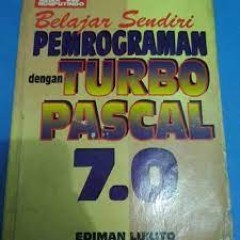 Belajar Sendiri
PEMROGRAMAN
dengan TURBO
PASCAL
7.0
EDIMAN LUKITO